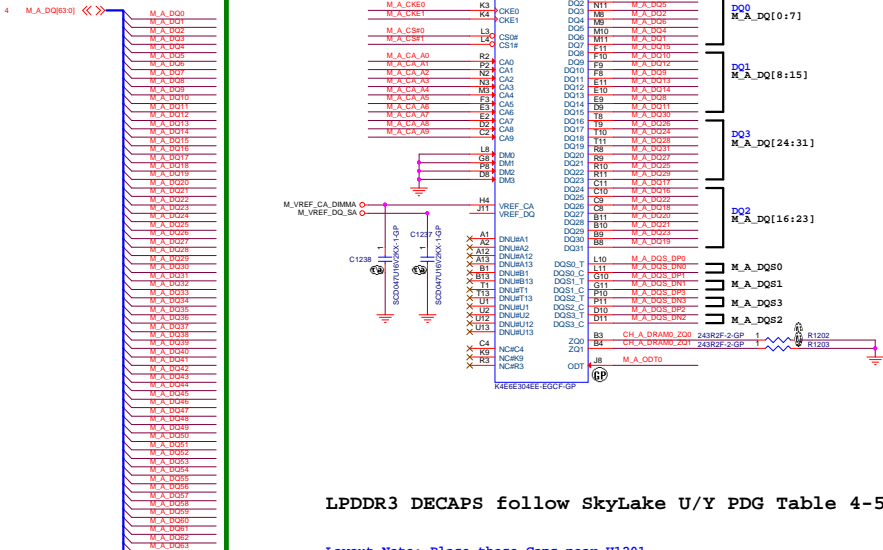 4 M_A_DQ[63:0]
M_A_DQ0
M_A_DQ1
M_A_DQ2
M_A_DQ3
M_A_DQ4
M_A_DQ5
M_A_DQ6
M_A_DQ7
M_A_DQ8
M_A_DQ9
M_A_DQ10
M_A_DQ11
M_A_DQ12
M_A_DQ13
M_A_DQ14
M_A_DQ15
M_A_DQ16
M_A_DQ17
M_A_DQ18
M_A_DQ19
M_A_DQ20
M_A_DQ21
M_A_DQ22
M_A_DQ23
M_A_DQ24
M_A_DQ25
M_A_DQ26
M_A_DQ27
M_A_DQ28
M_A_DQ29
M_A_DQ30
M_A_DQ31
M_A_DQ32
M_A_DQ33
M_A_DQ34
M_A_DQ35
M_A_DQ36
M_A_DQ37
M_A_DQ38
M_A_DQ39
M_A_DQ40
M_A_DQ41
M_A_DQ42
M_A_DQ43
M_A_DQ44
M_A_DQ45
M_A_DQ46
M_A_DQ47
M_A_DQ48
M_A_DQ49
M_A_DQ50
M_A_DQ51
M_A_DQ52
M_A_DQ53
M_A_DQ54
M_A_DQ55
M_A_DQ56
M_A_DQ57
M_A_DQ58
M_A_DQ59
M_A_DQ60
M_A_DQ61
M_A_DQ62
M_A_DQ63
M_A_CKE0 K3 CKE0
M_A_CKE1 K4 CKE1
M_A_CS#0 L3 CS0#
M_A_CS#1 L4 CS1#
M_A_CA_A0 R2 CA0
M_A_CA_A1 P2 CA1
M_A_CA_A2 N2 CA2
M_A_CA_A3 N3 CA3
M_A_CA_A4 M3 CA4
M_A_CA_A5 F3 CA5
M_A_CA_A6 E3 CA6
M_A_CA_A7 E2 CA7
M_A_CA_A8 D2 CA8
M_A_CA_A9 C2 CA9
L8 DM0
G8 DM1
P8 DM2
D8 DM3
M_VREF_CA_DIMMA H4 VREF_CA
M_VREF_DQ_SA J11 VREF_DQ
C1238 1 SCD047U16V2KX-1-GP
C1237 1 SCD047U16V2KX-1-GP
A1 DNU#A1
A2 DNU#A2
A12 DNU#A12
A13 DNU#A13
B1 DNU#B1
B13 DNU#B13
T1 DNU#T1
T13 DNU#T13
U1 DNU#U1
U2 DNU#U2
U12 DNU#U12
U13 DNU#U13
C4 NC#C4
K9 NC#K9
R3 NC#R3
DQ2 N11 M_A_DQ5
DQ3 M8 M_A_DQ2
DQ4 M9 M_A_DQ6
DQ5 M10 M_A_DQ4
DQ6 M11 M_A_DQ1
DQ7 F11 M_A_DQ15
DQ8 F10 M_A_DQ10
DQ9 F9 M_A_DQ12
DQ10 F8 M_A_DQ9
DQ11 E11 M_A_DQ13
DQ12 E10 M_A_DQ14
DQ13 E9 M_A_DQ8
DQ14 D9 M_A_DQ11
DQ15 T8 M_A_DQ30
DQ16 T9 M_A_DQ26
DQ17 T10 M_A_DQ24
DQ18 T11 M_A_DQ28
DQ19 R8 M_A_DQ31
DQ20 R9 M_A_DQ27
DQ21 R10 M_A_DQ25
DQ22 R11 M_A_DQ29
DQ23 C11 M_A_DQ17
DQ24 C10 M_A_DQ16
DQ25 C9 M_A_DQ22
DQ26 C8 M_A_DQ18
DQ27 B11 M_A_DQ20
DQ28 B10 M_A_DQ21
DQ29 B9 M_A_DQ23
DQ30 B8 M_A_DQ19
DQ31
DQS0_T L10 M_A_DQS_DP0
DQS0_C L11 M_A_DQS_DN0
DQS1_T G10 M_A_DQS_DP1
DQS1_C G11 M_A_DQS_DN1
DQS2_T P10 M_A_DQS_DP3
DQS2_C P11 M_A_DQS_DN3
DQS3_T D10 M_A_DQS_DP2
DQS3_C D11 M_A_DQS_DN2
ZQ0 B3 CH_A_DRAM0_ZQ0 243R2F-2-GP 1 R1202
ZQ1 B4 CH_A_DRAM0_ZQ1 243R2F-2-GP 1 R1203
ODT J8 M_A_ODT0
GP
K4E6E304EE-EGCF-GP
DQ0
M_A_DQ[0:7]
DQ1
M_A_DQ[8:15]
DQ3
M_A_DQ[24:31]
DQ2
M_A_DQ[16:23]
M_A_DQS0
M_A_DQS1
M_A_DQS3
M_A_DQS2
LPDDR3 DECAPS follow SkyLake U/Y PDG Table 4-5
Layout Note: Place these Caps near U1201